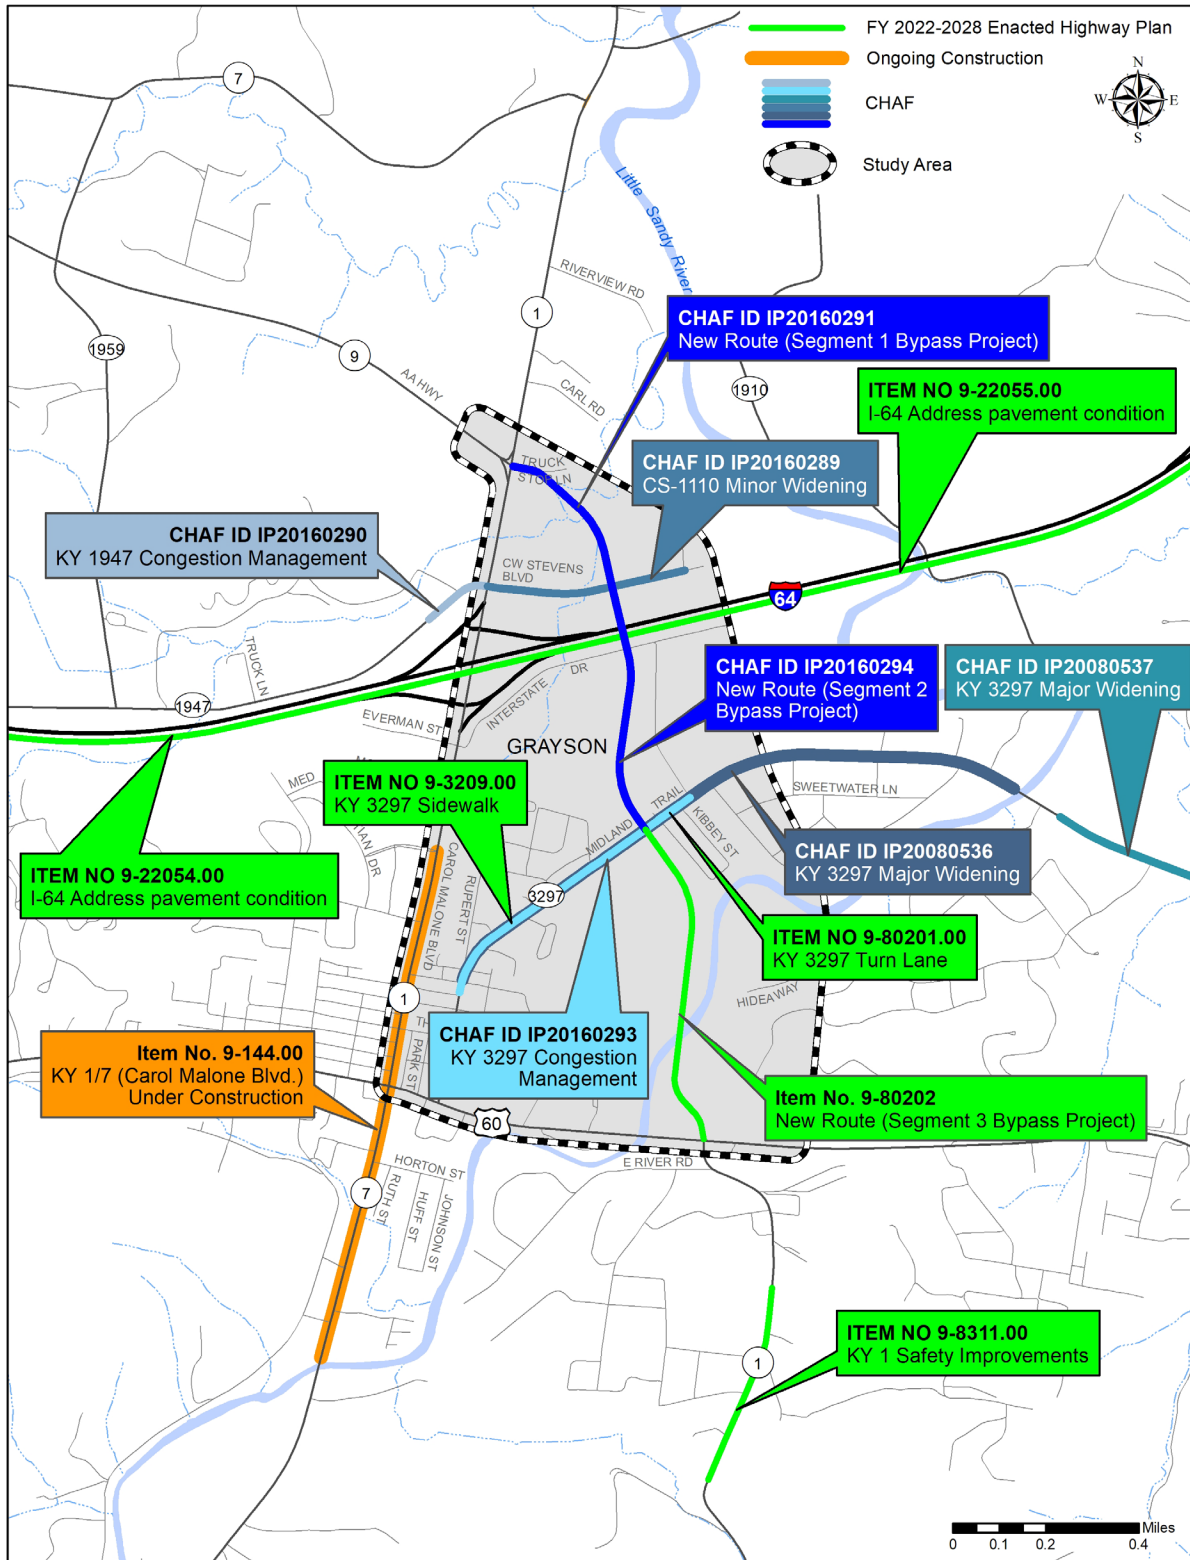 FY 2022-2028 Enacted Highway Plan
Ongoing Construction
CHAF
Study Area
N
W
E
S
7
Little Sandy River
RIVERVIEW RD
1
1959
9
AA HWY
CARL RD
1910
CHAF ID IP20160291
New Route (Segment 1 Bypass Project)
ITEM NO 9-22055.00
I-64 Address pavement condition
TRUCK
STOP LN
CHAF ID IP20160289
CS-1110 Minor Widening
CHAF ID IP20160290
KY 1947 Congestion Management
CW STEVENS
BLVD
64
TRUCK LN
1947
EVERMAN ST
INTERSTATE
DR
CHAF ID IP20160294
New Route (Segment 2
Bypass Project)
CHAF ID IP20080537
KY 3297 Major Widening
GRAYSON
MED
ITEM NO 9-3209.00
KY 3297 Sidewalk
SWEETWATER LN
MIDLAND
TRAIL
KIBBEY ST
CHAF ID IP20080536
KY 3297 Major Widening
ITEM NO 9-22054.00
I-64 Address pavement condition
DR
CAROL MALONE BLVD
RUPERT ST
3297
ITEM NO 9-80201.00
KY 3297 Turn Lane
HIDEAWAY
1
CHAF ID IP20160293
KY 3297 Congestion
Management
PARK ST
Item No. 9-144.00
KY 1/7 (Carol Malone Blvd.)
Under Construction
Item No. 9-80202
New Route (Segment 3 Bypass Project)
60
E RIVER RD
HORTON ST
7
RUTH ST
HUFF ST
JOHNSON ST
ITEM NO 9-8311.00
KY 1 Safety Improvements
1
Miles
0
0.1
0.2
0.4